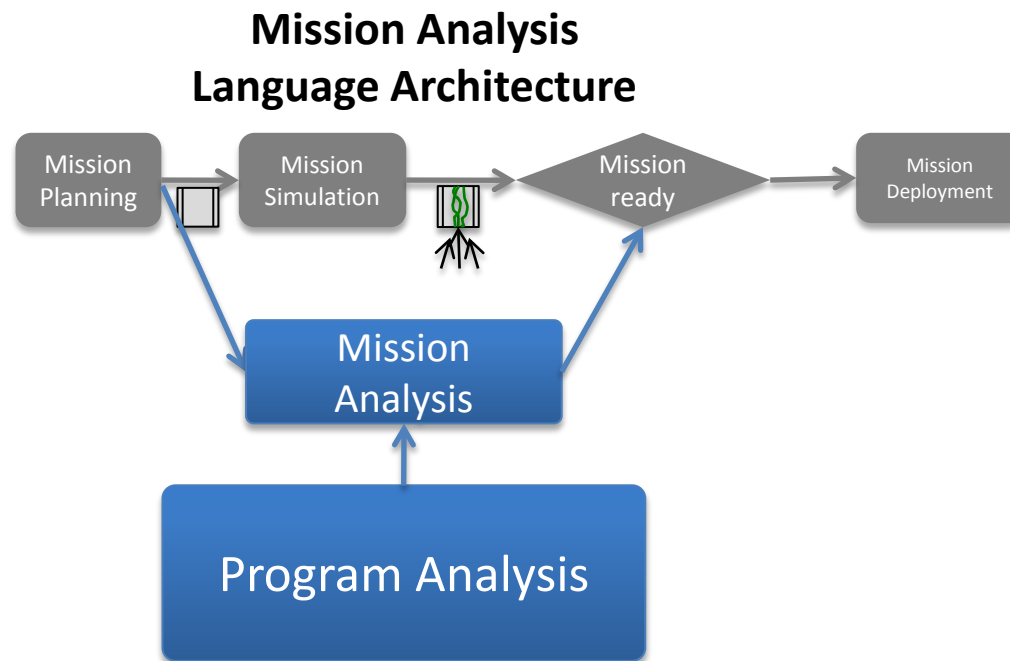 Mission Analysis
Language Architecture
Mission
Planning
Mission
Simulation
Mission
ready
Mission
Deployment
Mission
Analysis
Program Analysis